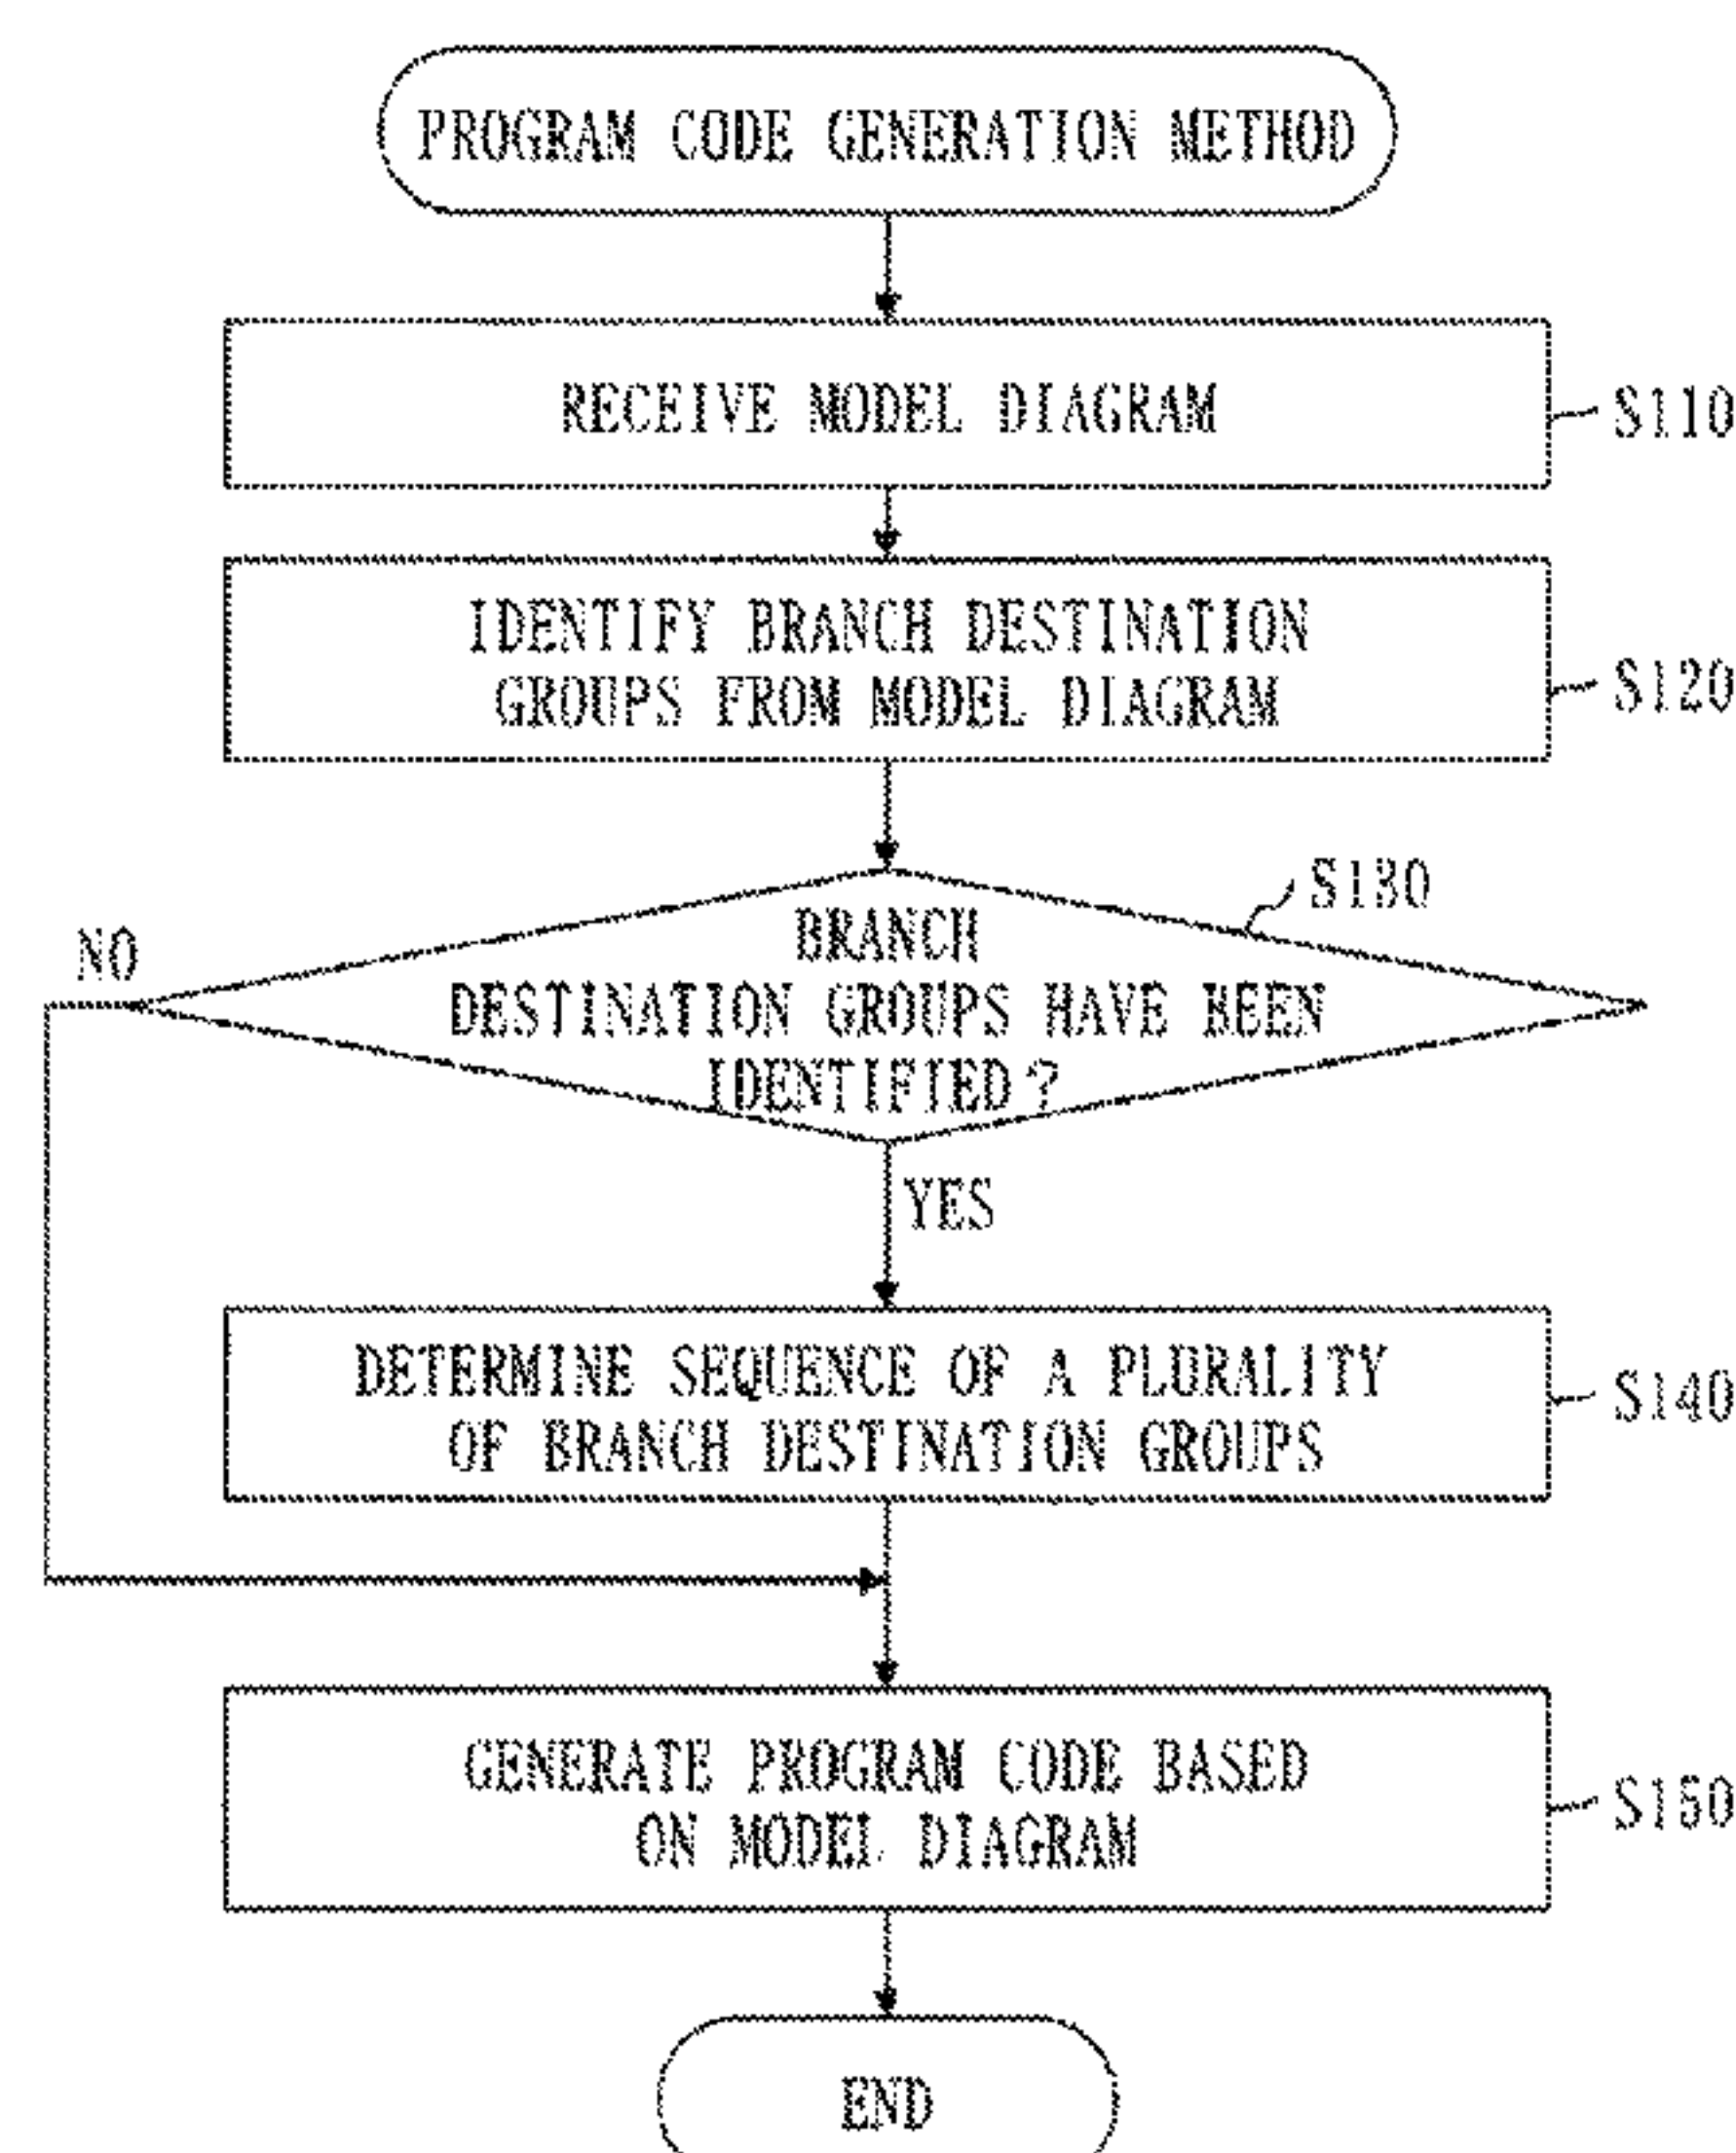 PROGRAM CODE GENERATION METHOD
RECEIVE MODEL DIAGRAM
S110
IDENTIFY BRANCH DESTINATION
GROUPS FROM MODEL DIAGRAM
S120
S130
NO
BRANCH
DESTINATION GROUPS HAVE BEEN
IDENTIFIED?
YES
DETERMINE SEQUENCE OF A PLURALITY
OF BRANCH DESTINATION GROUPS
S140
GENERATE PROGRAM CODE BASED
ON MODEL DIAGRAM
S150
END